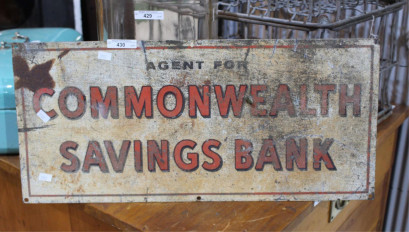 429
430
AGENT FOR
COMMONWEALTH
SAVINGS BANK